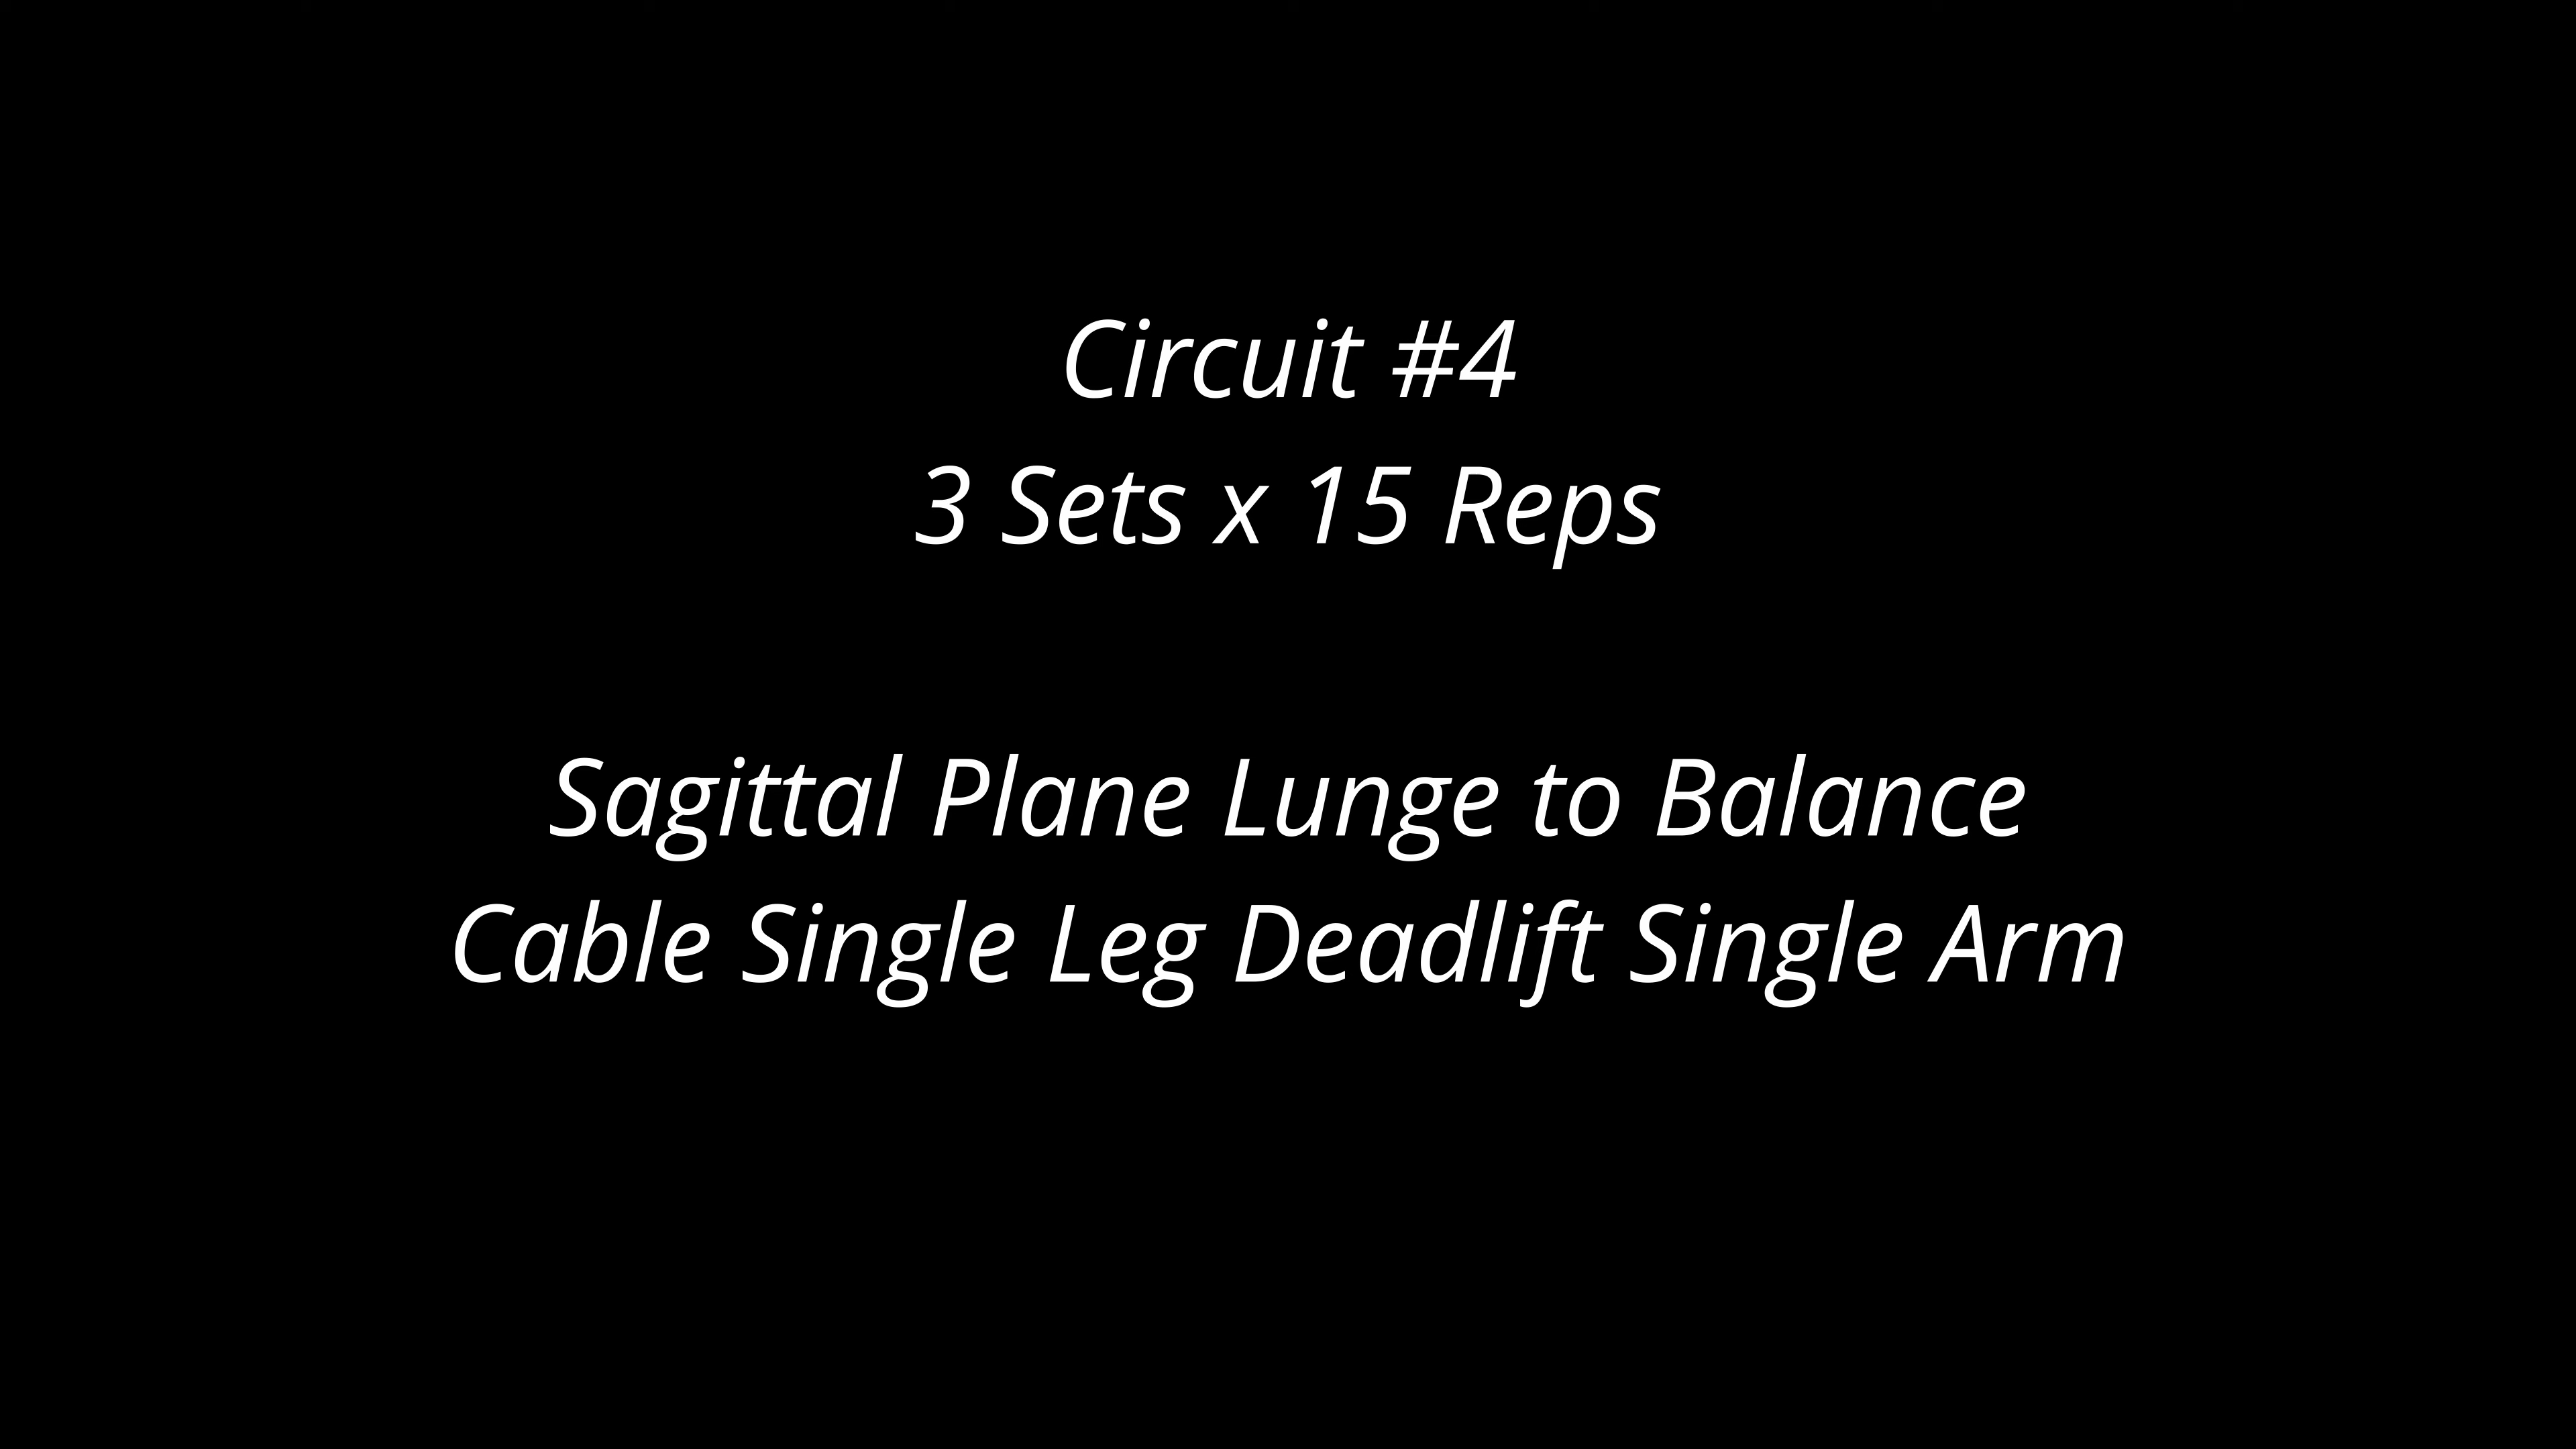 Circuit #4
3 Sets x 15 Reps
Sagittal Plane Lunge to Balance
Cable Single Leg Deadlift Single Arm